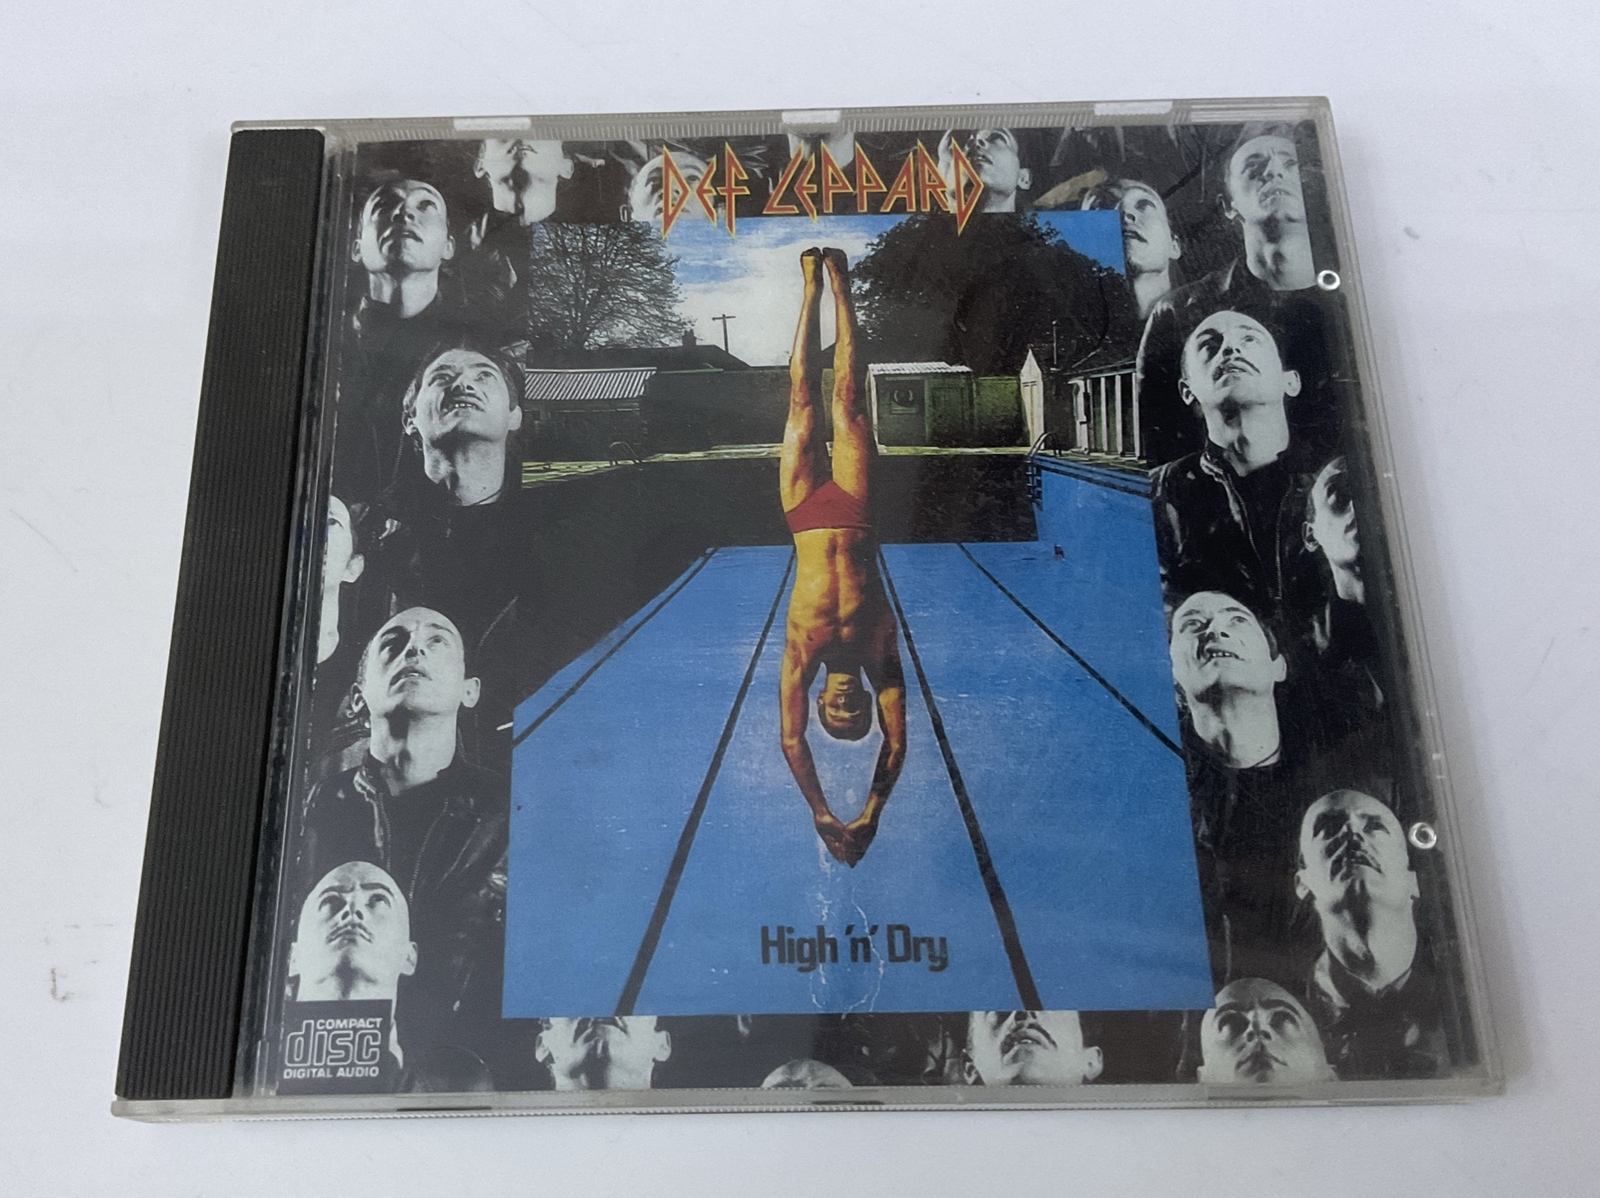 DEF LEPPARD
High 'n' Dry
COMPACT
disc
DIGITAL AUDIO